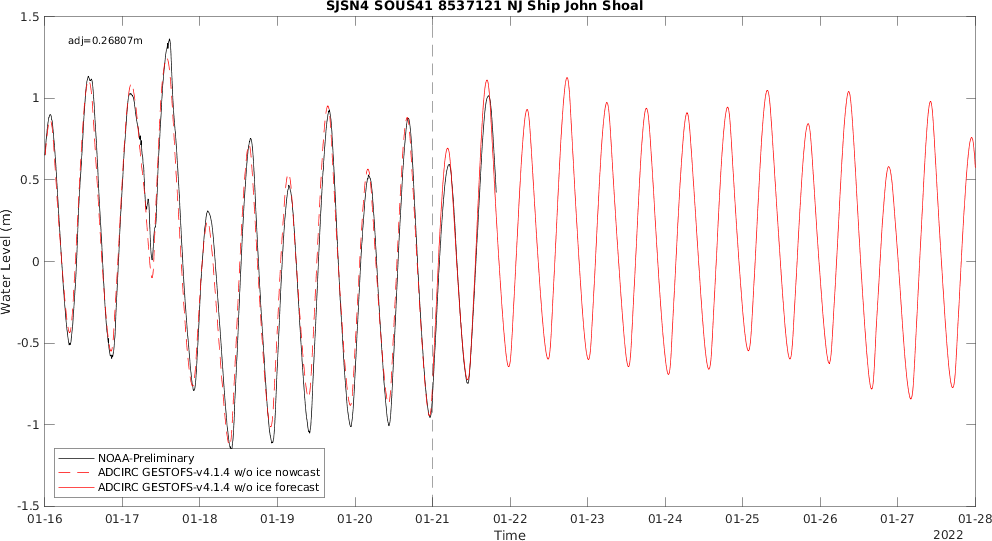 SJSN4 SOUS41 8537121 NJ Ship John Shoal
adj=0.26807m
1.5
1
0.5
0
-0.5
-1
-1.5
Water Level (m)
NOAA-Preliminary
ADCIRC GESTOFS-v4.1.4 w/o ice nowcast
ADCIRC GESTOFS-v4.1.4 w/o ice forecast
01-16 01-17 01-18 01-19 01-20 01-21 01-22 01-23 01-24 01-25 01-26 01-27 01-28
Time
2022